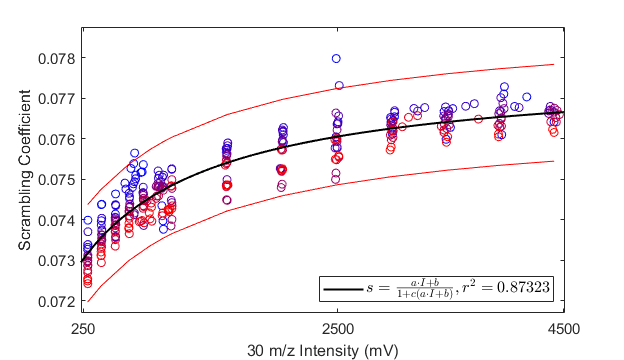 Scrambling Coefficient
0.078
0.077
0.076
0.075
0.074
0.073
0.072
s = \frac{a·I+b}{1+c(a·I+b)}, r² = 0.87323
250 2500 4500
30 m/z Intensity (mV)